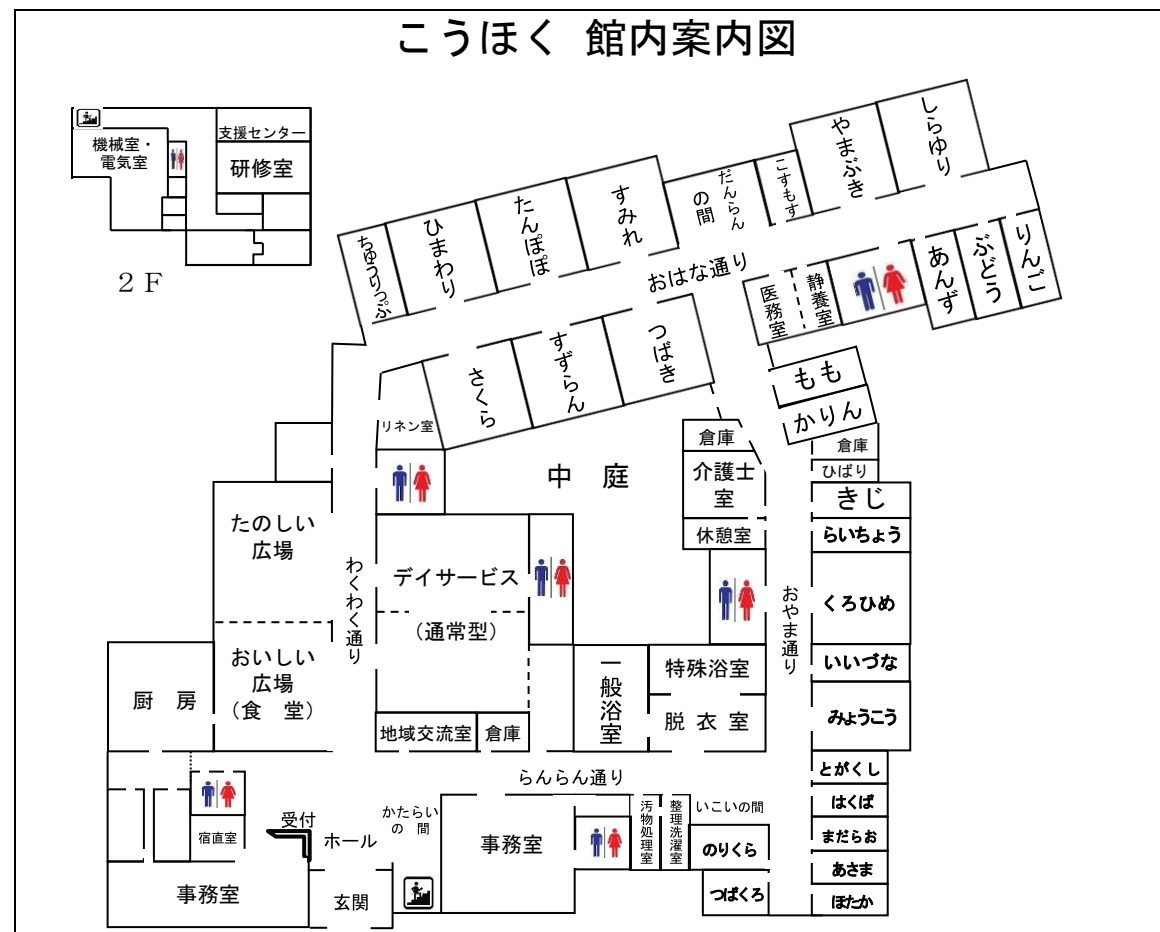 こうほく 館内案内図
支援センター
機械室・
電気室
研修室
２Ｆ
しらゆり
やまぶき
こすもす
だんらん
の間
すみれ
たんぽぽ
ひまわり
ちゅうりっぷ
おはな通り
りんご
ぶどう
あんず
静養室
医務室
つばき
すずらん
さくら
もも
かりん
リネン室
中 庭
倉庫
介護士
室
休憩室
倉庫
ひばり
きじ
らいちょう
くろひめ
いいづな
みょうこう
とがくし
はくば
まだらお
あさま
ほたか
おやま通り
たのしい
広場
わくわく通り
デイサービス
（通常型）
おいしい
広場
（食 堂）
厨 房
一般浴室
特殊浴室
脱 衣 室
地域交流室
倉庫
らんらん通り
かたらい
の 間
受付
ホール
宿直室
事務室
玄関
事務室
汚物処理室
整理洗濯室
いこいの間
のりくら
つばくろ